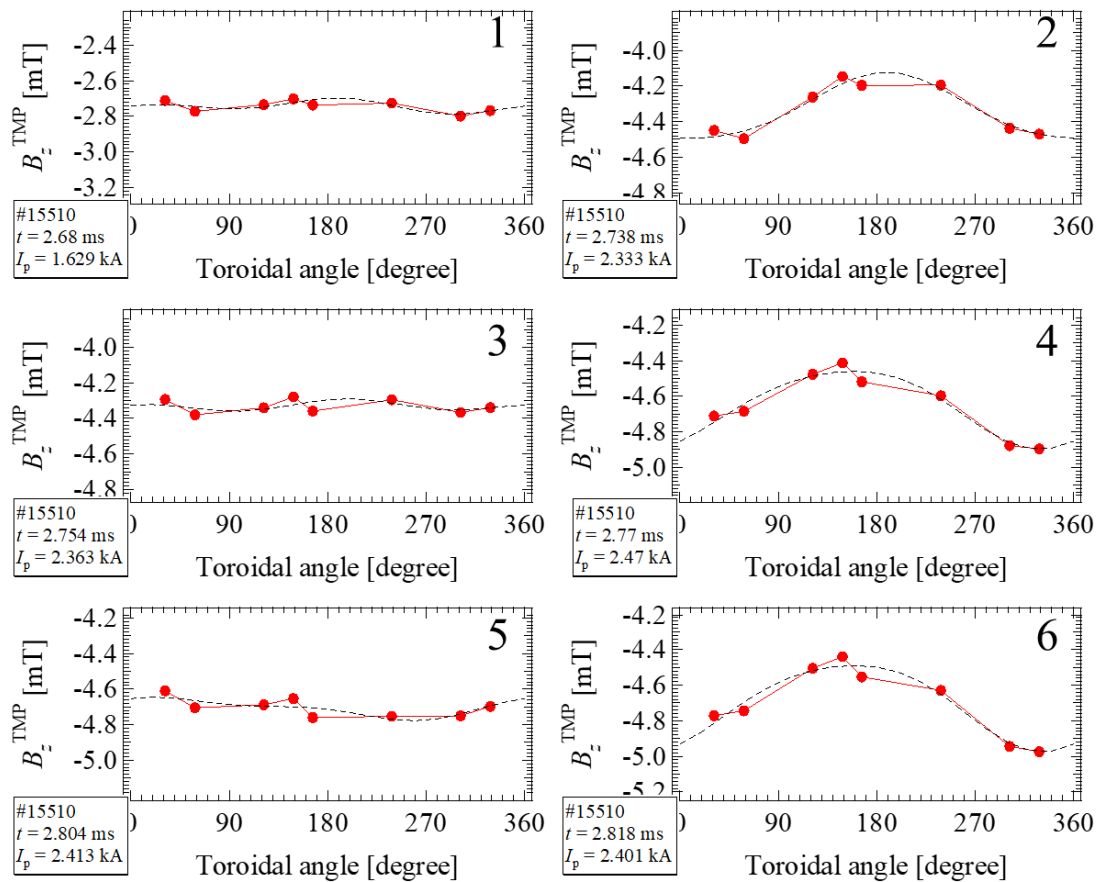 1
-2.4
-2.6
-2.8
-3.0
-3.2
B_z^TMP [mT]
90
180
270
360
Toroidal angle [degree]
#15510
t = 2.68 ms
I_p = 1.629 kA
2
-4.0
-4.2
-4.4
-4.6
-4.8
B_z^TMP [mT]
90
180
270
360
Toroidal angle [degree]
#15510
t = 2.738 ms
I_p = 2.333 kA
3
-4.0
-4.2
-4.4
-4.6
-4.8
B_z^TMP [mT]
90
180
270
360
Toroidal angle [degree]
#15510
t = 2.754 ms
I_p = 2.363 kA
4
-4.2
-4.4
-4.6
-4.8
-5.0
B_z^TMP [mT]
90
180
270
360
Toroidal angle [degree]
#15510
t = 2.77 ms
I_p = 2.47 kA
5
-4.2
-4.4
-4.6
-4.8
-5.0
B_z^TMP [mT]
90
180
270
360
Toroidal angle [degree]
#15510
t = 2.804 ms
I_p = 2.413 kA
6
-4.2
-4.4
-4.6
-4.8
-5.0
-5.2
B_z^TMP [mT]
90
180
270
360
Toroidal angle [degree]
#15510
t = 2.818 ms
I_p = 2.401 kA